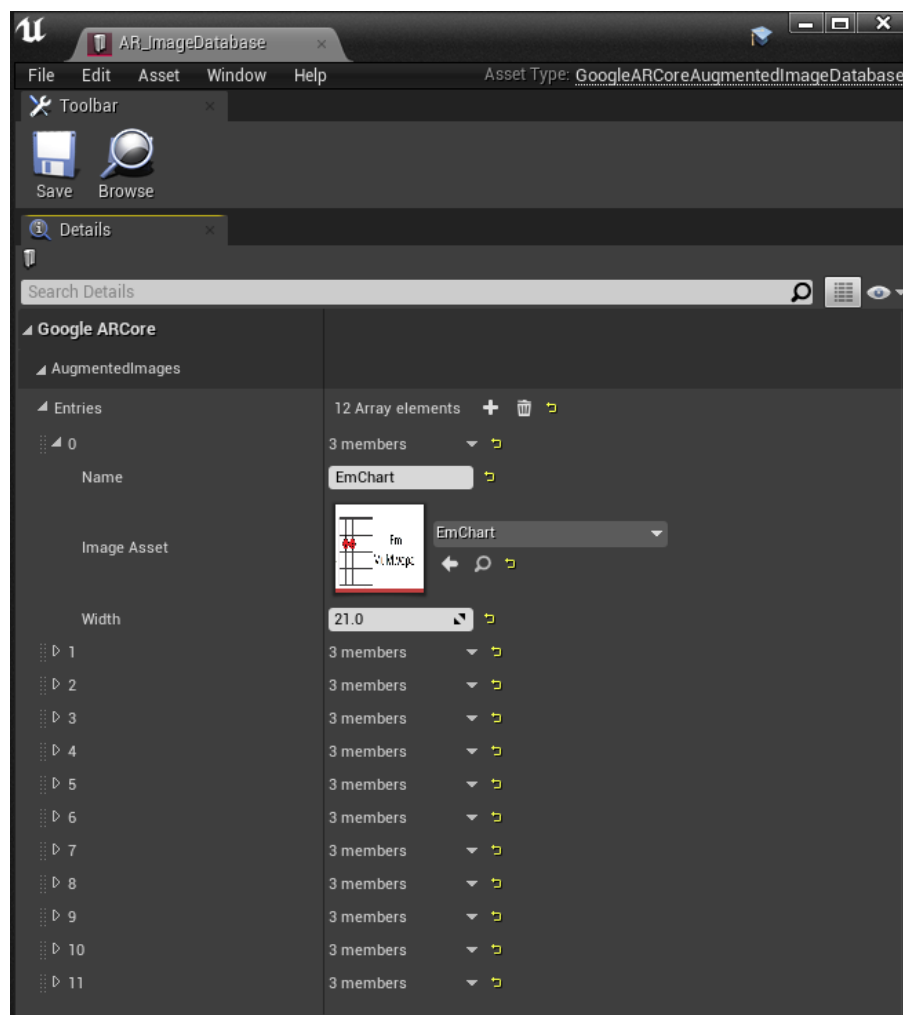 AR_ImageDatabase
File Edit Asset Window Help Asset Type: GoogleARCoreAugmentedImageDatabase
Toolbar
Save Browse
Details
Search Details
Google ARCore
AugmentedImages
Entries 12 Array elements
0 3 members
Name EmChart
Em
Image Asset EmChart
Width 21.0
1 3 members
2 3 members
3 3 members
4 3 members
5 3 members
6 3 members
7 3 members
8 3 members
9 3 members
10 3 members
11 3 members